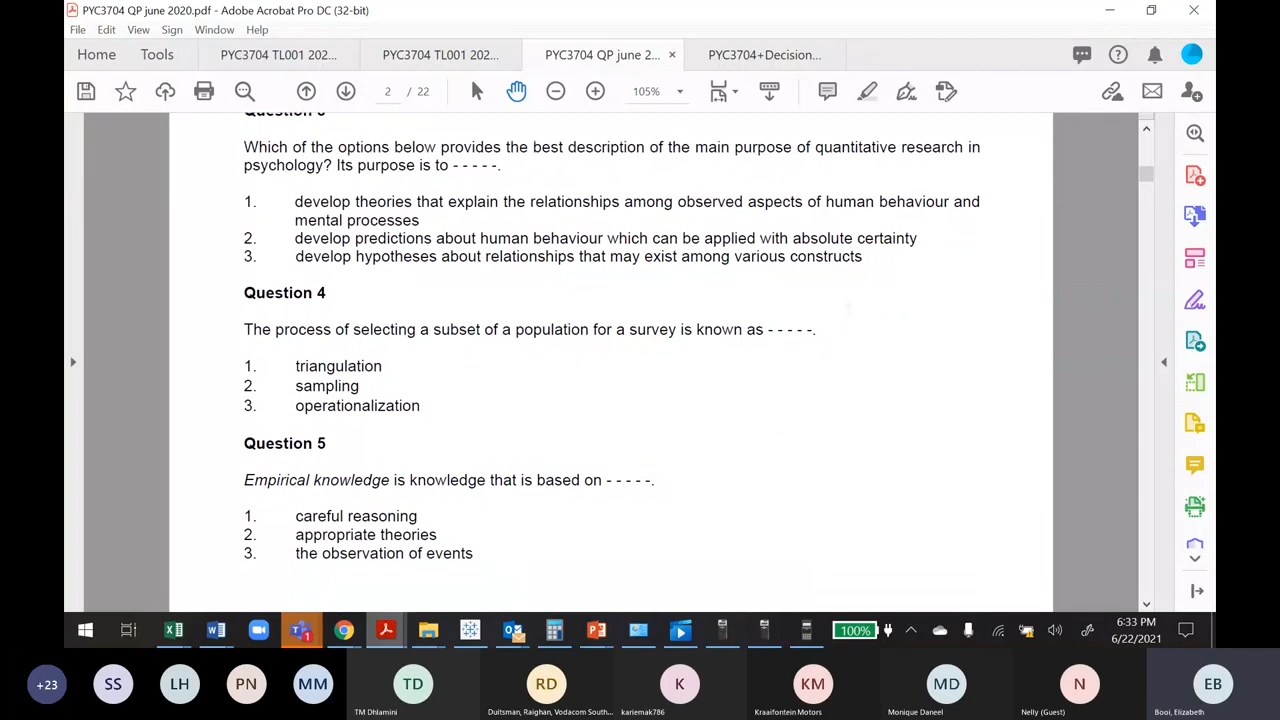 PYC3704 QP june 2020.pdf - Adobe Acrobat Pro DC (32-bit)
File Edit View Sign Window Help
Home Tools PYC3704 TL001 202... PYC3704 TL001 202... PYC3704 QP june 2... × PYC3704+Decision...
2 / 22 105%
Which of the options below provides the best description of the main purpose of quantitative research in
psychology? Its purpose is to - - - - -.
1. develop theories that explain the relationships among observed aspects of human behaviour and
mental processes
2. develop predictions about human behaviour which can be applied with absolute certainty
3. develop hypotheses about relationships that may exist among various constructs
Question 4
The process of selecting a subset of a population for a survey is known as - - - - -.
1. triangulation
2. sampling
3. operationalization
Question 5
Empirical knowledge is knowledge that is based on - - - - -.
1. careful reasoning
2. appropriate theories
3. the observation of events
100% 6:33 PM
6/22/2021
+23 SS LH PN MM TD RD K KM MD N EB
TM Dhlamini Duitsman, Raighan, Vodacom South... kariemak786 Kraaifontein Motors Monique Daneel Nelly (Guest) Booi, Elizabeth